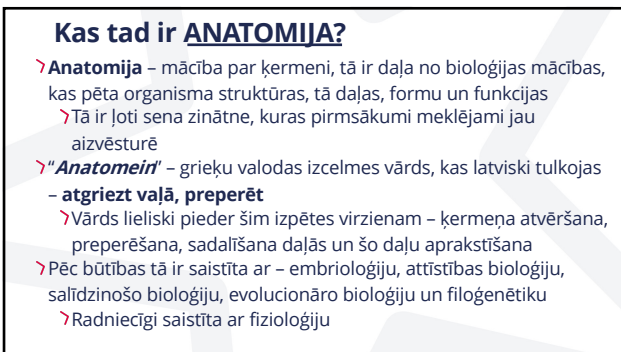 Kas tad ir ANATOMIJA?
Anatomija – mācība par ķermeni, tā ir daļa no bioloģijas mācības,
kas pēta organisma struktūras, tā daļas, formu un funkcijas
Tā ir ļoti sena zinātne, kuras pirmsākumi meklējami jau
aizvēsturē
“Anatomein” – grieķu valodas izcelmes vārds, kas latviski tulkojas
– atgriezt vaļā, preperēt
Vārds lieliski pieder šim izpētes virzienam – ķermeņa atvēršana,
preperēšana, sadalīšana daļās un šo daļu aprakstīšana
Pēc būtības tā ir saistīta ar – embrioloģiju, attīstības bioloģiju,
salīdzinošo bioloģiju, evolucionāro bioloģiju un filoģenētiku
Radniecīgi saistīta ar fizioloģiju